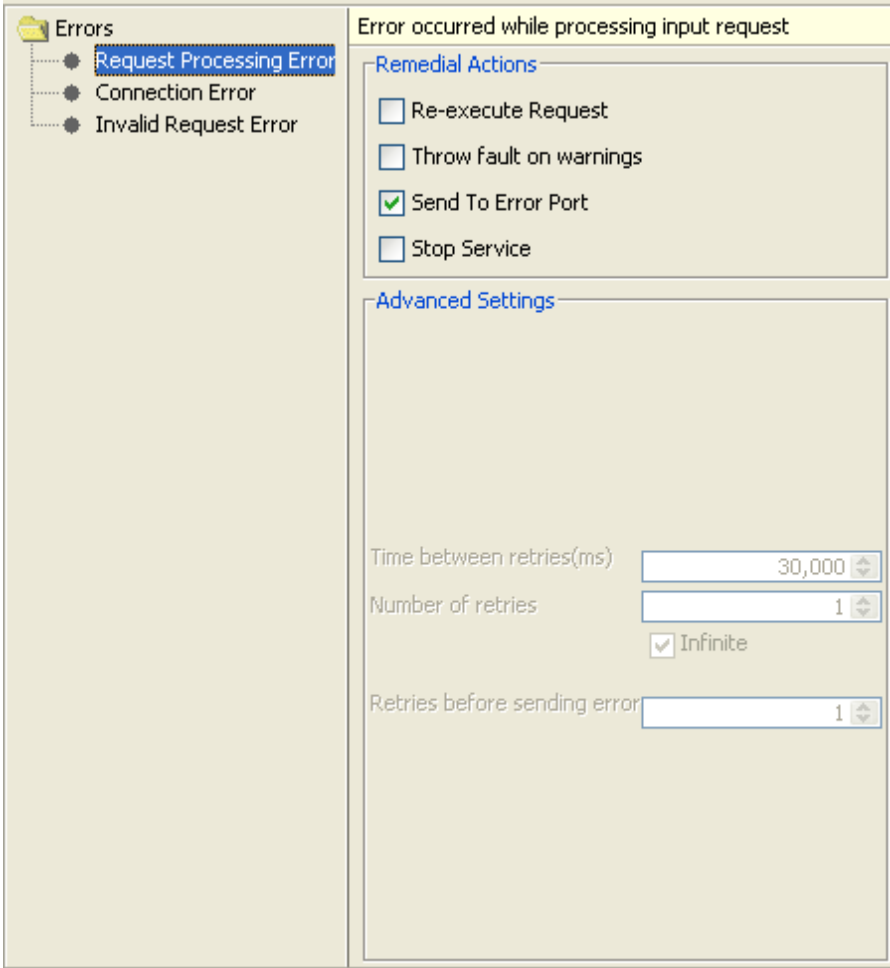 Errors
Request Processing Error
Connection Error
Invalid Request Error
Error occurred while processing input request
Remedial Actions
Re-execute Request
Throw fault on warnings
Send To Error Port
Stop Service
Advanced Settings
Time between retries(ms) 30,000
Number of retries 1
Infinite
Retries before sending error 1